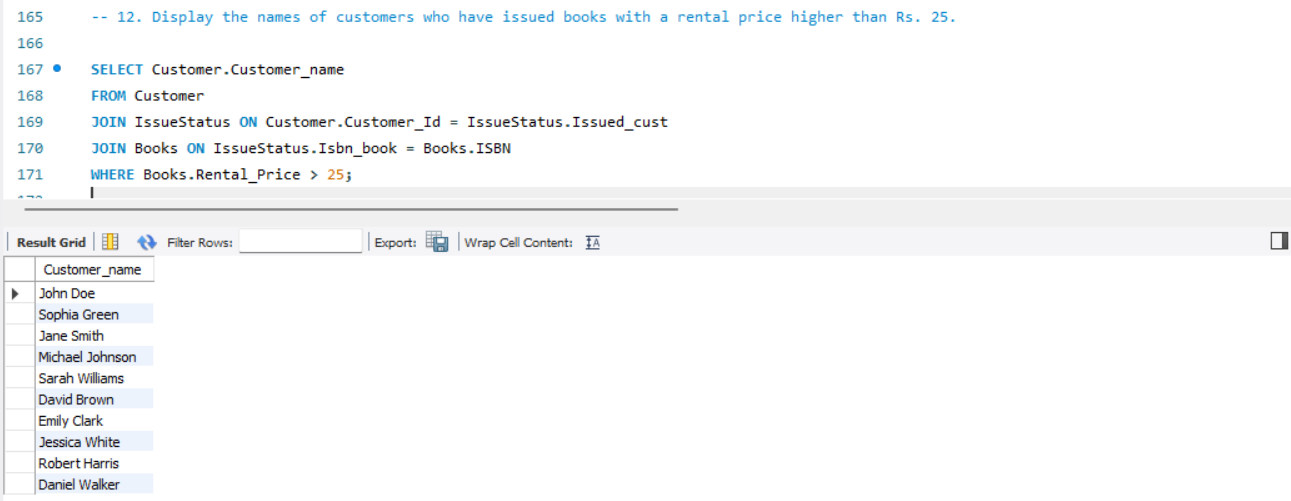 165 -- 12. Display the names of customers who have issued books with a rental price higher than Rs. 25.
166
167 SELECT Customer.Customer_name
168 FROM Customer
169 JOIN IssueStatus ON Customer.Customer_Id = IssueStatus.Issued_cust
170 JOIN Books ON IssueStatus.Isbn_book = Books.ISBN
171 WHERE Books.Rental_Price > 25;
Result Grid Filter Rows: Export: Wrap Cell Content: IA
Customer_name
John Doe
Sophia Green
Jane Smith
Michael Johnson
Sarah Williams
David Brown
Emily Clark
Jessica White
Robert Harris
Daniel Walker